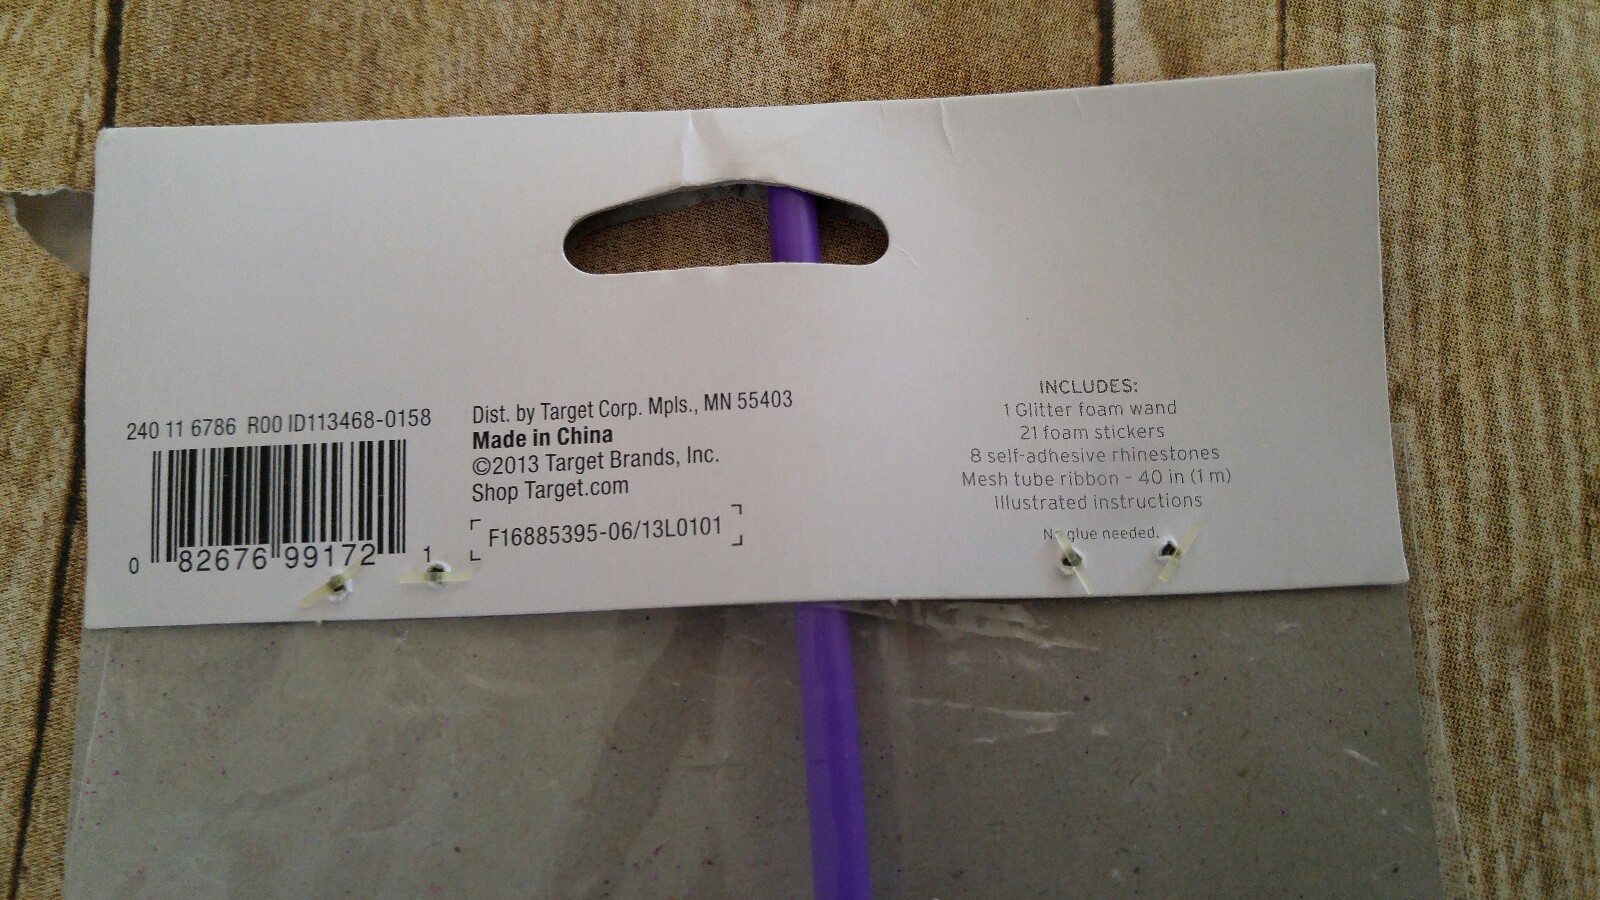 240 11 6786 R00 ID113468-0158
0 82676 99172 1
Dist. by Target Corp. Mpls., MN 55403
Made in China
©2013 Target Brands, Inc.
Shop Target.com
F16885395-06/13L0101
INCLUDES:
1 Glitter foam wand
21 foam stickers
8 self-adhesive rhinestones
Mesh tube ribbon - 40 in (1 m)
Illustrated instructions
No glue needed.